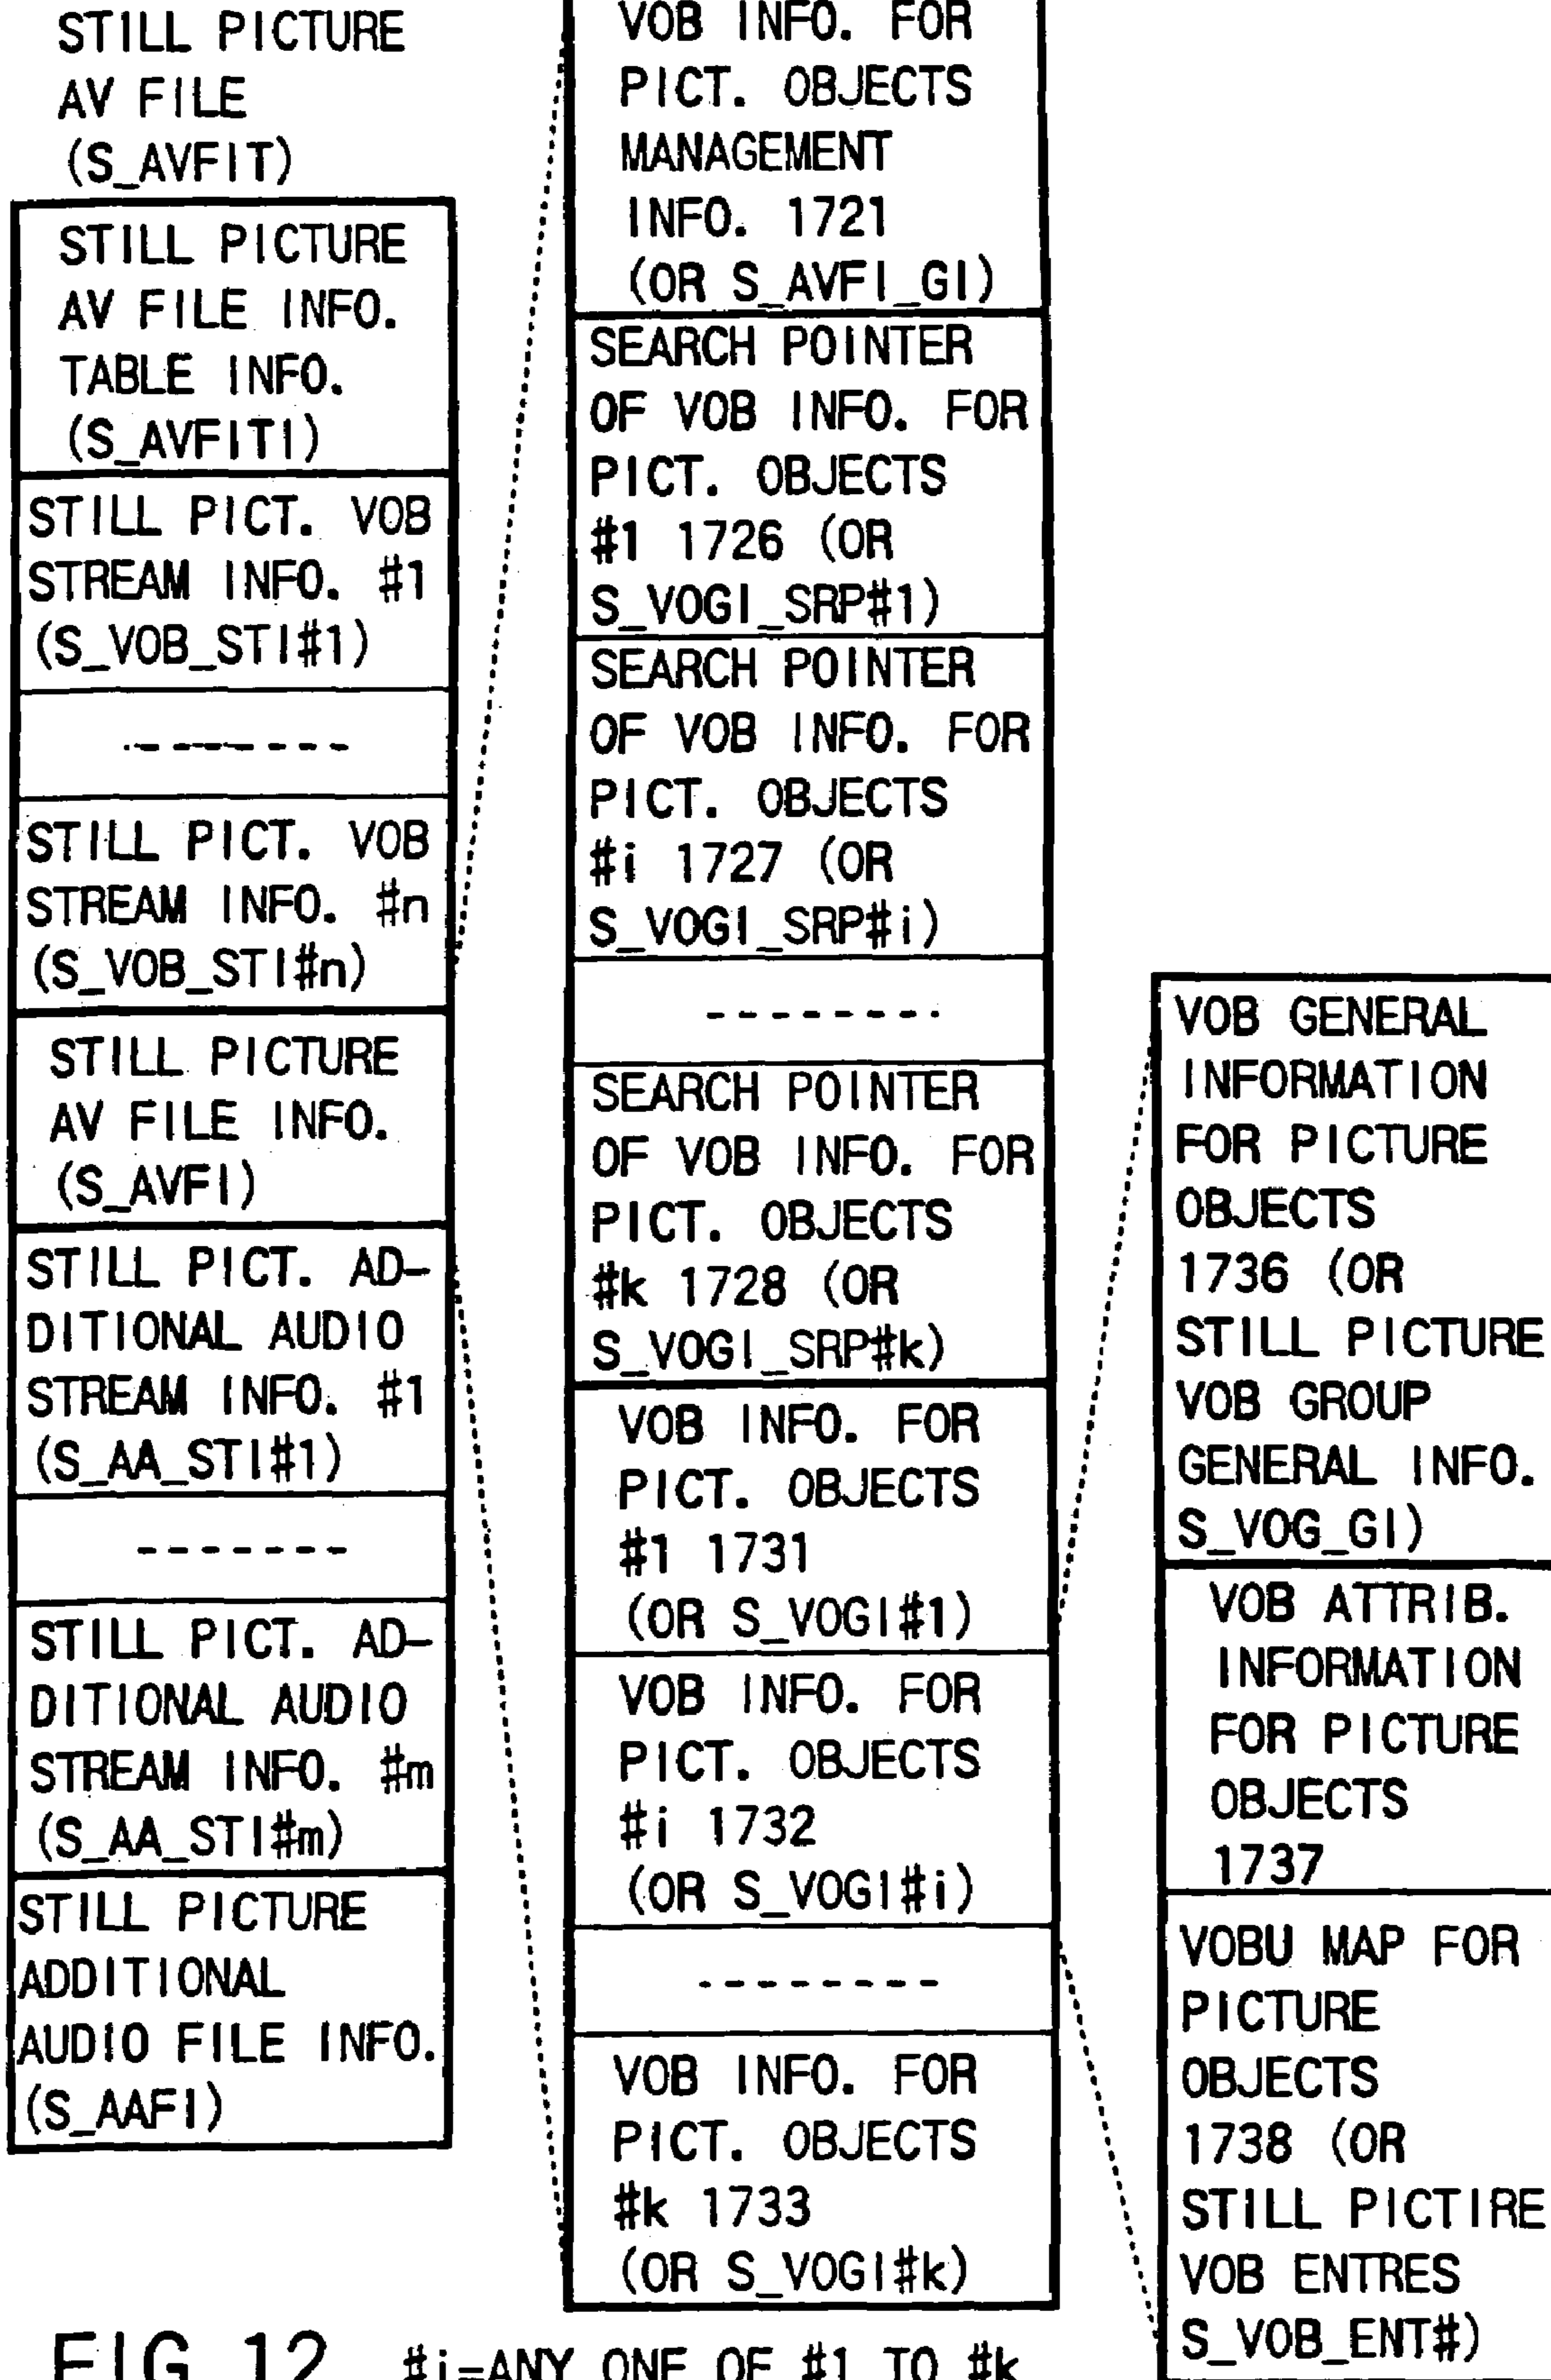 STILL PICTURE
AV FILE
(S_AVFIT)
STILL PICTURE
AV FILE INFO.
TABLE INFO.
(S_AVFITI)
STILL PICT. VOB
STREAM INFO. #1
(S_VOB_STI#1)
--------
STILL PICT. VOB
STREAM INFO. #n
(S_VOB_STI#n)
STILL PICTURE
AV FILE INFO.
(S_AVFI)
STILL PICT. AD-
DITIONAL AUDIO
STREAM INFO. #1
(S_AA_STI#1)
-------
STILL PICT. AD-
DITIONAL AUDIO
STREAM INFO. #m
(S_AA_STI#m)
STILL PICTURE
ADDITIONAL
AUDIO FILE INFO.
(S_AAFI)
VOB INFO. FOR
PICT. OBJECTS
MANAGEMENT
INFO. 1721
(OR S_AVFI_GI)
SEARCH POINTER
OF VOB INFO. FOR
PICT. OBJECTS
#1 1726 (OR
S_VOGI_SRP#1)
SEARCH POINTER
OF VOB INFO. FOR
PICT. OBJECTS
#i 1727 (OR
S_VOGI_SRP#i)
--------
SEARCH POINTER
OF VOB INFO. FOR
PICT. OBJECTS
#k 1728 (OR
S_VOGI_SRP#k)
VOB INFO. FOR
PICT. OBJECTS
#1 1731
(OR S_VOGI#1)
VOB INFO. FOR
PICT. OBJECTS
#i 1732
(OR S_VOGI#i)
--------
VOB INFO. FOR
PICT. OBJECTS
#k 1733
(OR S_VOGI#k)
VOB GENERAL
INFORMATION
FOR PICTURE
OBJECTS
1736 (OR
STILL PICTURE
VOB GROUP
GENERAL INFO.
S_VOG_GI)
VOB ATTRIB.
INFORMATION
FOR PICTURE
OBJECTS
1737
VOBU MAP FOR
PICTURE
OBJECTS
1738 (OR
STILL PICTIRE
VOB ENTRES
S_VOB_ENT#)
FIG. 12 #i=ANY ONE OF #1 TO #k